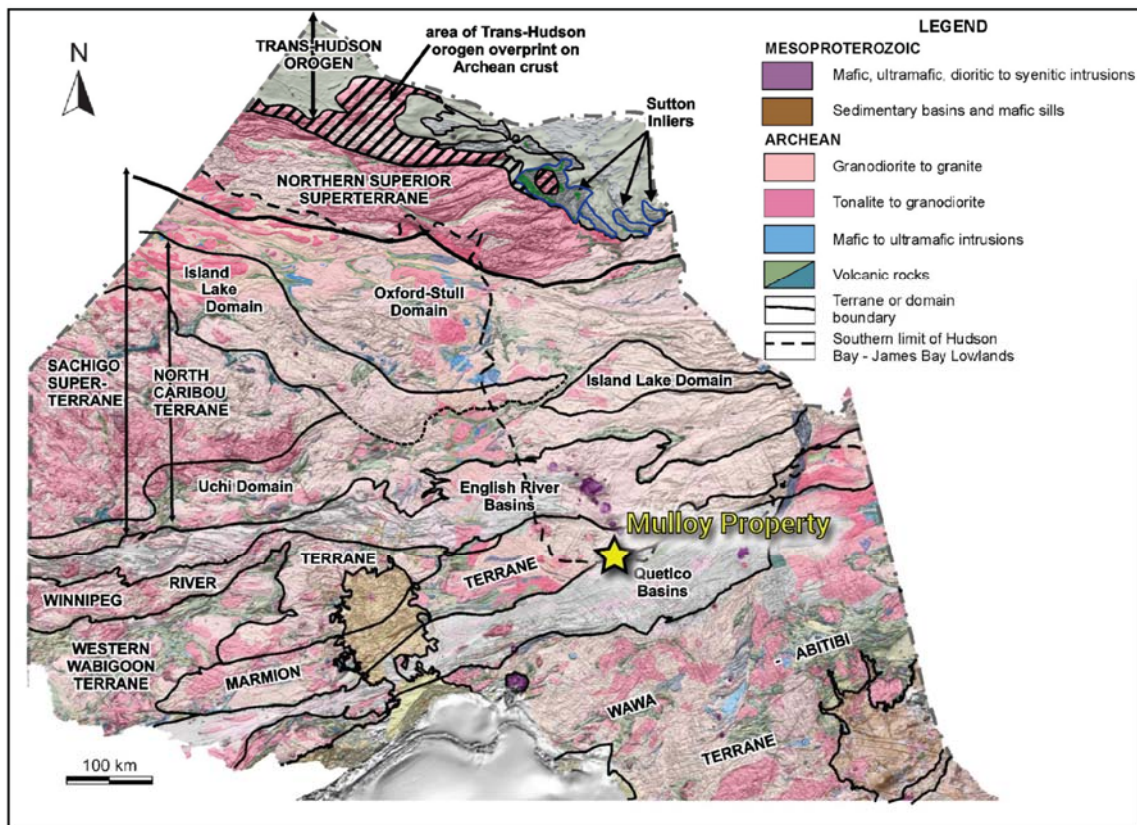 N
TRANS-HUDSON
OROGEN
area of Trans-Hudson
orogen overprint on
Archean crust
Sutton
Inliers
NORTHERN SUPERIOR
SUPERTERRANE
Island
Lake
Domain
Oxford-Stull
Domain
SACHIGO
SUPER-
TERRANE
NORTH
CARIBOU
TERRANE
Island Lake Domain
Uchi Domain
English River
Basins
Mulloy Property
TERRANE
TERRANE
RIVER
WINNIPEG
Quetico
Basins
WESTERN
WABIGOON
TERRANE
MARMION
- ABITIBI
WAWA
TERRANE
100 km
LEGEND
MESOPROTEROZOIC
Mafic, ultramafic, dioritic to syenitic intrusions
Sedimentary basins and mafic sills
ARCHEAN
Granodiorite to granite
Tonalite to granodiorite
Mafic to ultramafic intrusions
Volcanic rocks
Terrane or domain
boundary
Southern limit of Hudson
Bay - James Bay Lowlands